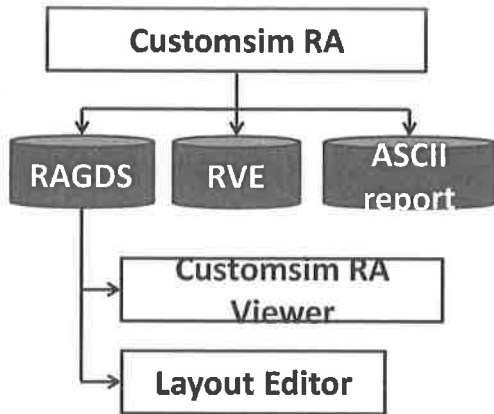 Customsim RA
RAGDS
RVE
ASCII
report
Customsim RA
Viewer
Layout Editor